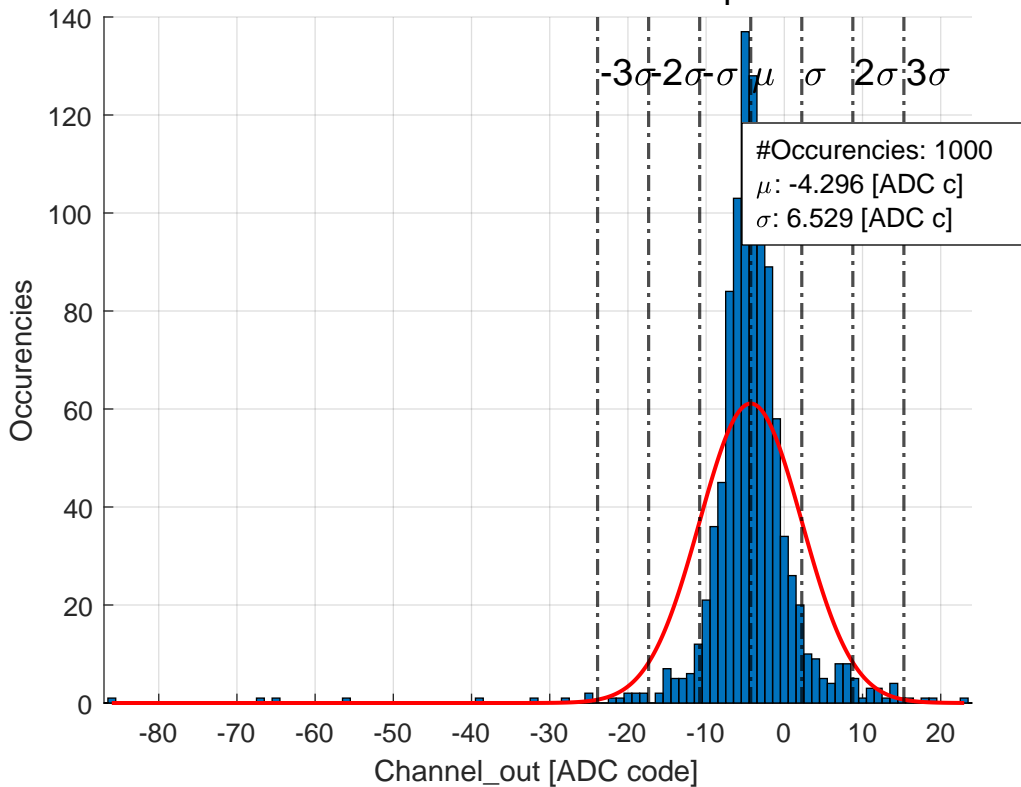 140
120
100
80
60
40
20
0
Occurencies
-3σ -2σ -σ μ σ 2σ 3σ
#Occurencies: 1000
μ: -4.296 [ADC c]
σ: 6.529 [ADC c]
-80 -70 -60 -50 -40 -30 -20 -10 0 10 20
Channel_out [ADC code]